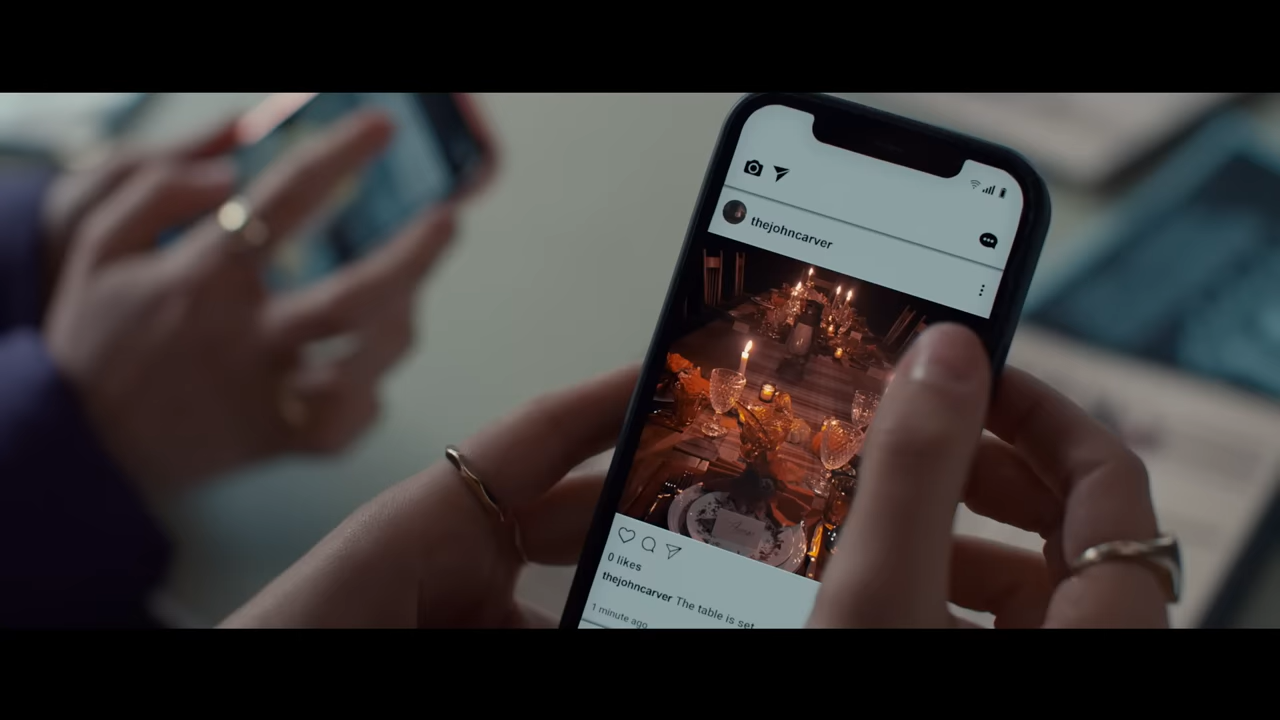 thejohncarver
0 likes
thejohncarver The table is set
1 minute ago